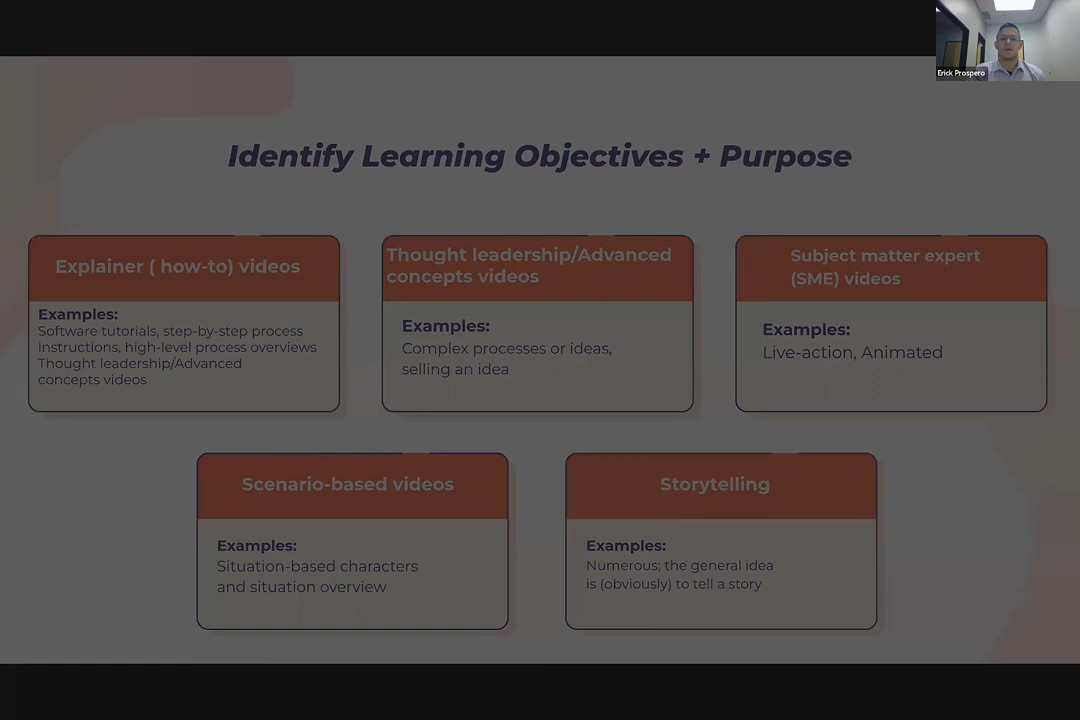 Erick Prospero
Identify Learning Objectives + Purpose
Explainer ( how-to) videos
Examples:
Software tutorials, step-by-step process
instructions, high-level process overviews
Thought leadership/Advanced
concepts videos
Thought leadership/Advanced
concepts videos
Examples:
Complex processes or ideas,
selling an idea
Subject matter expert
(SME) videos
Examples:
Live-action, Animated
Scenario-based videos
Examples:
Situation-based characters
and situation overview
Storytelling
Examples:
Numerous; the general idea
is (obviously) to tell a story